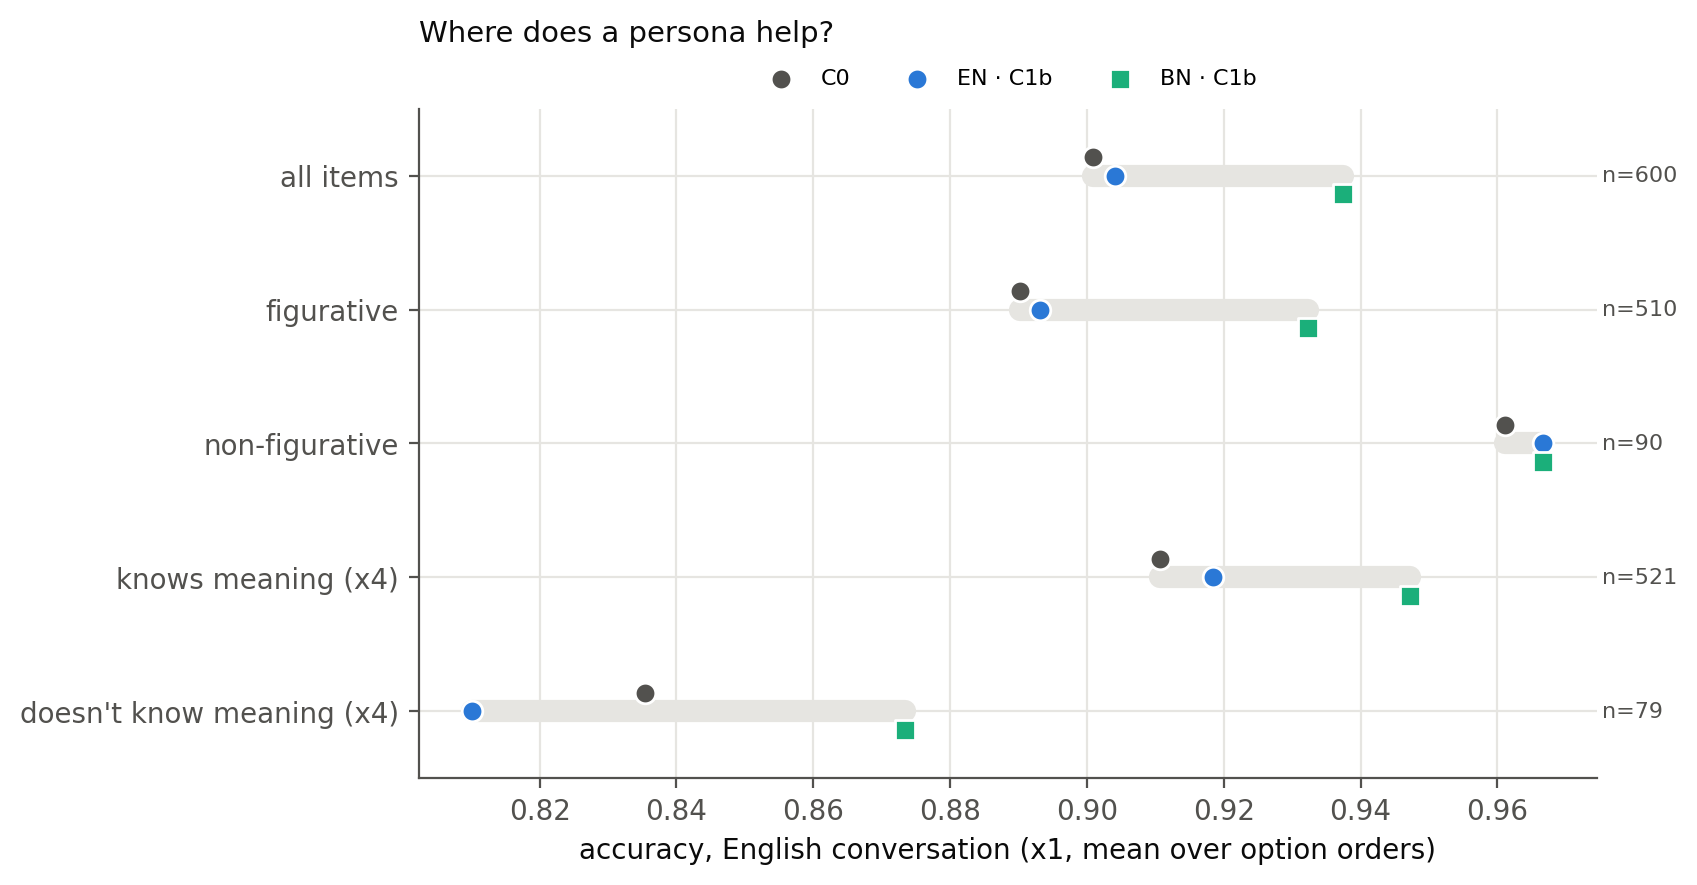 Where does a persona help?
C0 EN · C1b BN · C1b
all items n=600
figurative n=510
non-figurative n=90
knows meaning (x4) n=521
doesn't know meaning (x4) n=79
0.82 0.84 0.86 0.88 0.90 0.92 0.94 0.96
accuracy, English conversation (x1, mean over option orders)